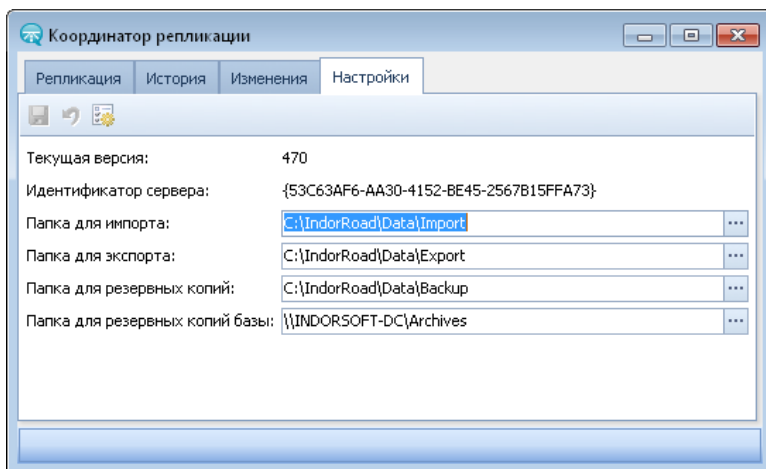 Координатор репликации
Репликация История Изменения Настройки
Текущая версия: 470
Идентификатор сервера: {53C63AF6-AA30-4152-BE45-2567B15FFA73}
Папка для импорта: C:\IndorRoad\Data\Import
Папка для экспорта: C:\IndorRoad\Data\Export
Папка для резервных копий: C:\IndorRoad\Data\Backup
Папка для резервных копий базы: \\INDORSOFT-DC\Archives